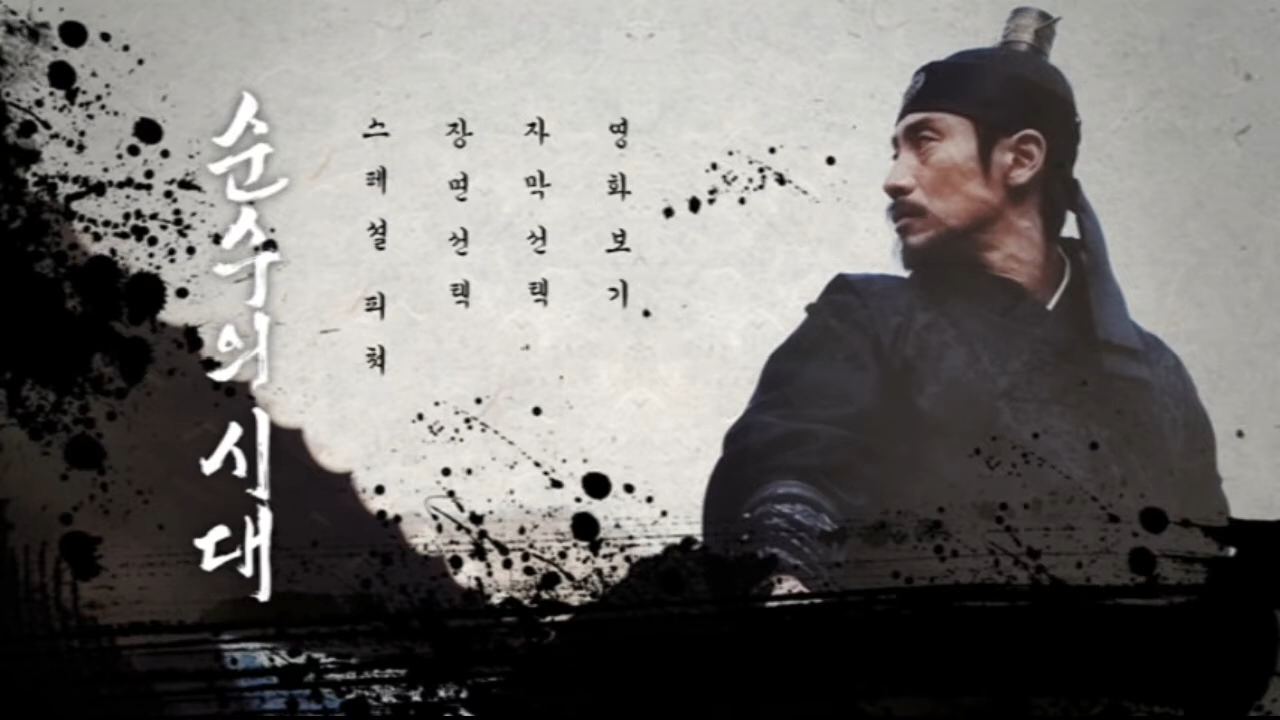 순수의 시대
영화보기
자막선택
장면선택
스페셜 피쳐